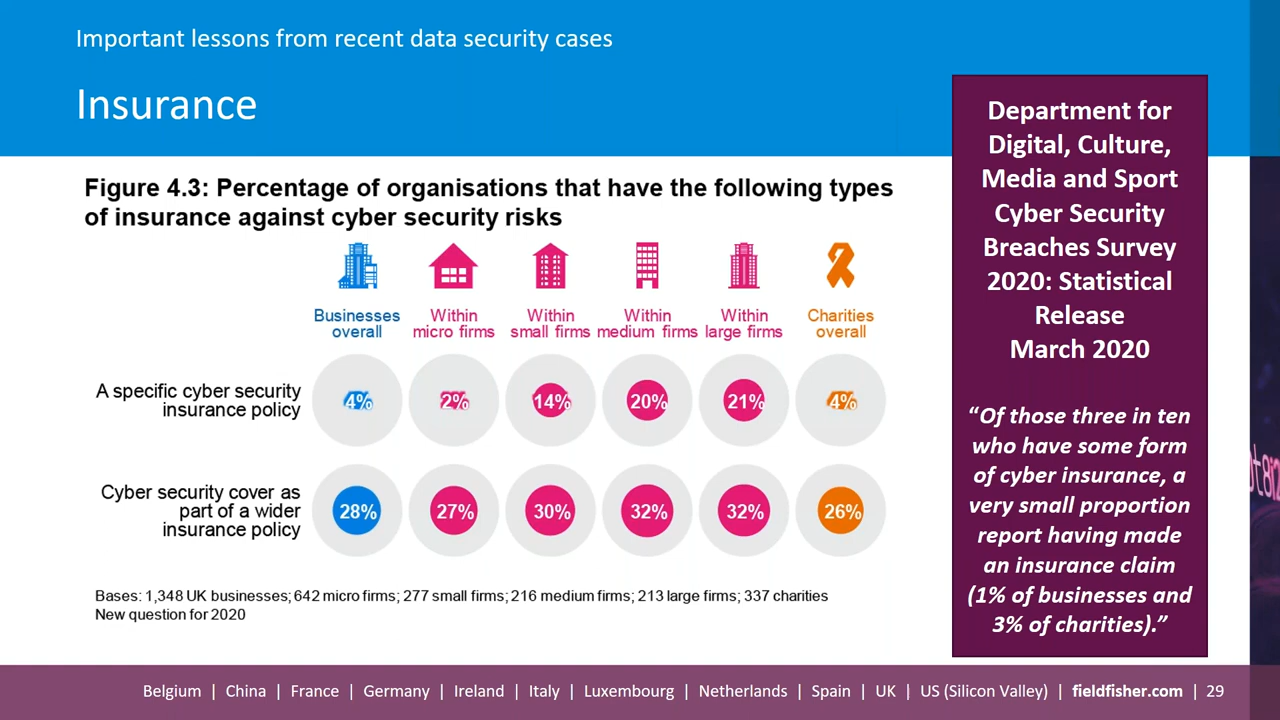 Important lessons from recent data security cases
Insurance
Department for
Digital, Culture,
Media and Sport
Cyber Security
Breaches Survey
2020: Statistical
Release
March 2020
“Of those three in ten
who have some form
of cyber insurance, a
very small proportion
report having made
an insurance claim
(1% of businesses and
3% of charities).”
Figure 4.3: Percentage of organisations that have the following types
of insurance against cyber security risks
Businesses overall
Within micro firms
Within small firms
Within medium firms
Within large firms
Charities overall
A specific cyber security
insurance policy
4% 2% 14% 20% 21% 4%
Cyber security cover as
part of a wider
insurance policy
28% 27% 30% 32% 32% 26%
Bases: 1,348 UK businesses; 642 micro firms; 277 small firms; 216 medium firms; 213 large firms; 337 charities
New question for 2020
Belgium | China | France | Germany | Ireland | Italy | Luxembourg | Netherlands | Spain | UK | US (Silicon Valley) | fieldfisher.com | 29